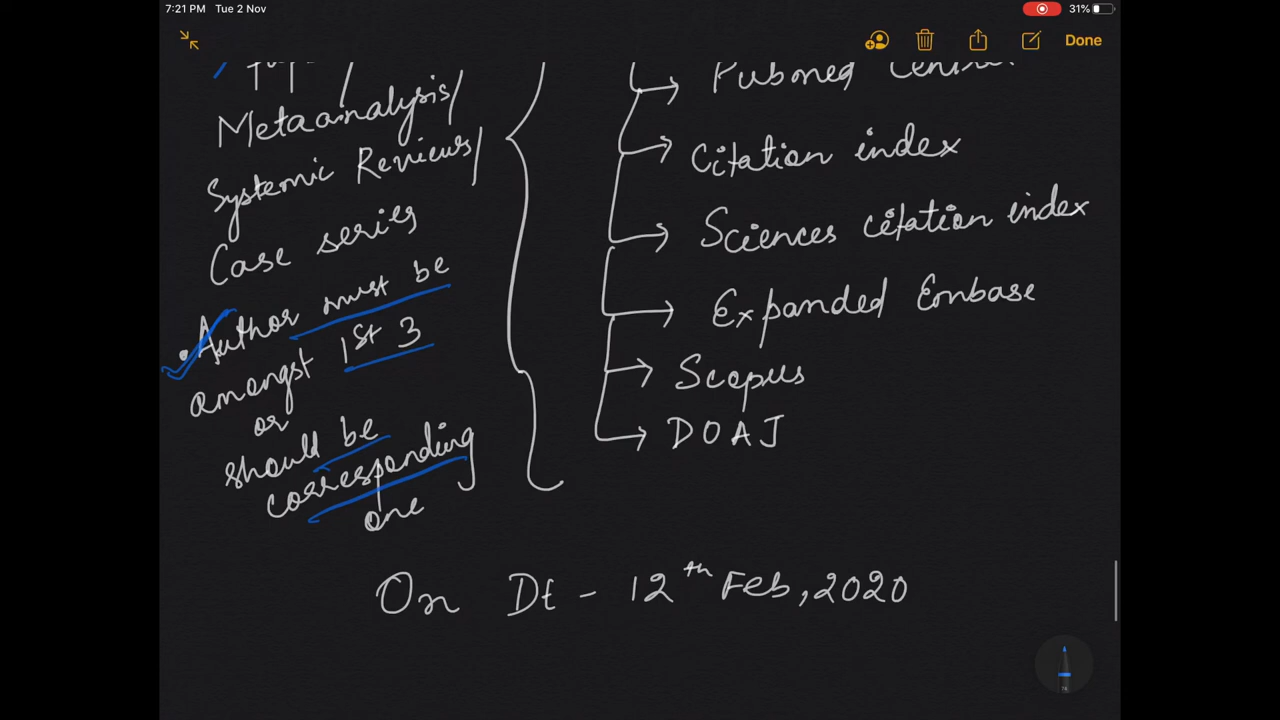 7:21 PM Tue 2 Nov
31%
Done
Metaanalysis/
Systemic Reviews/
Case series
• Author must be
amongst 1st 3
or
should be
corresponding
one
→ Pubmed Central
→ Citation index
→ Sciences citation index
→ Expanded Embase
→ Scopus
→ DOAJ
On Dt - 12th Feb, 2020